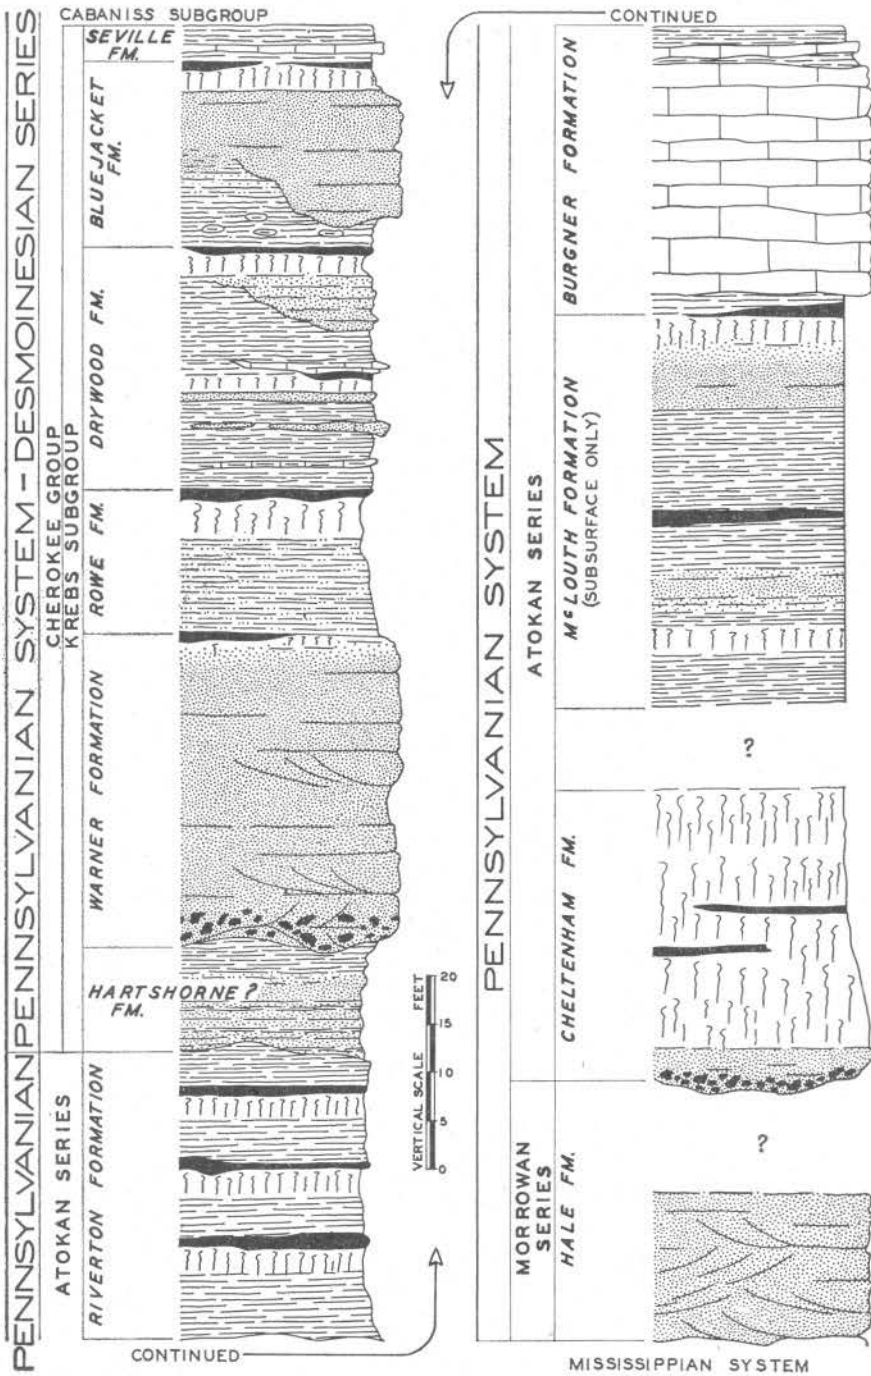 CABANISS SUBGROUP
PENNSYLVANIAN SYSTEM – DESMOINESIAN SERIES
CHEROKEE GROUP
KREBS SUBGROUP
SEVILLE
FM.
BLUEJACKET
FM.
DRYWOOD FM.
ROWE FM.
WARNER FORMATION
HARTSHORNE ?
FM.
PENNSYLVANIAN
ATOKAN SERIES
RIVERTON FORMATION
VERTICAL SCALE FEET
20
15
10
5
0
CONTINUED
CONTINUED
PENNSYLVANIAN SYSTEM
ATOKAN SERIES
BURGNER FORMATION
Mc LOUTH FORMATION
(SUBSURFACE ONLY)
?
CHELTENHAM FM.
MORROWAN
SERIES
HALE FM.
?
MISSISSIPPIAN SYSTEM